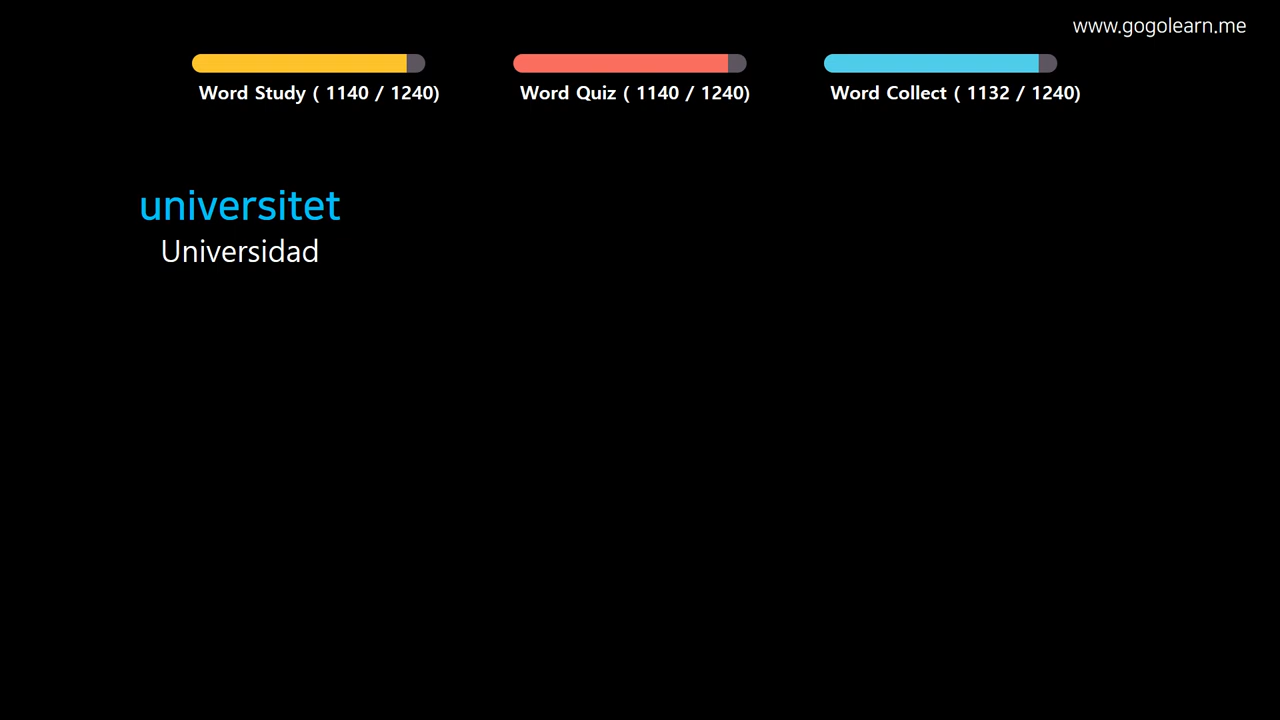 www.gogolearn.me
Word Study ( 1140 / 1240)
Word Quiz ( 1140 / 1240)
Word Collect ( 1132 / 1240)
universitet
Universidad